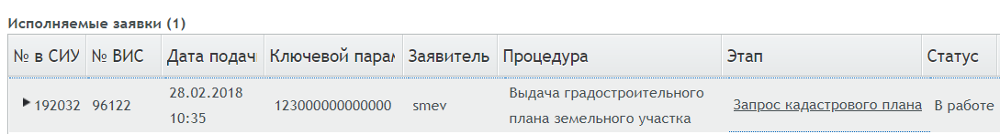 Исполняемые заявки (1)
№ в СИУ № ВИС Дата подач Ключевой парам Заявитель Процедура Этап Статус
192032 96122 28.02.2018 10:35 123000000000000 smev Выдача градостроительного плана земельного участка Запрос кадастрового плана В работе